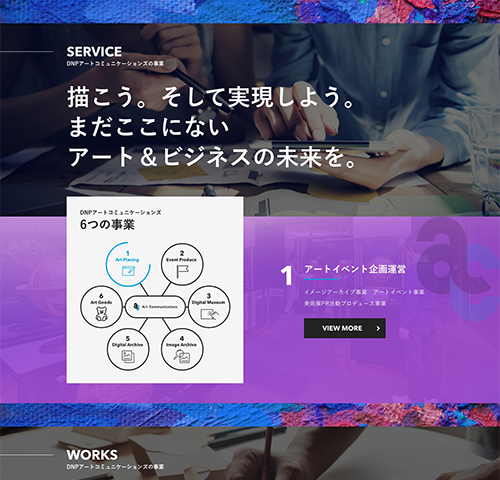 SERVICE
DNPアートコミュニケーションズの事業
描こう。そして実現しよう。
まだここにない
アート＆ビジネスの未来を。
DNPアートコミュニケーションズ
6つの事業
1
Art Planing
2
Event Produce
6
Art Goods
a Art Communications
3
Digital Museum
5
Digital Archive
4
Image Archive
1 アートイベント企画運営
イメージアーカイブ事業　アートイベント事業
美術展PR活動プロデュース事業
VIEW MORE
ac
WORKS
DNPアートコミュニケーションズの事業